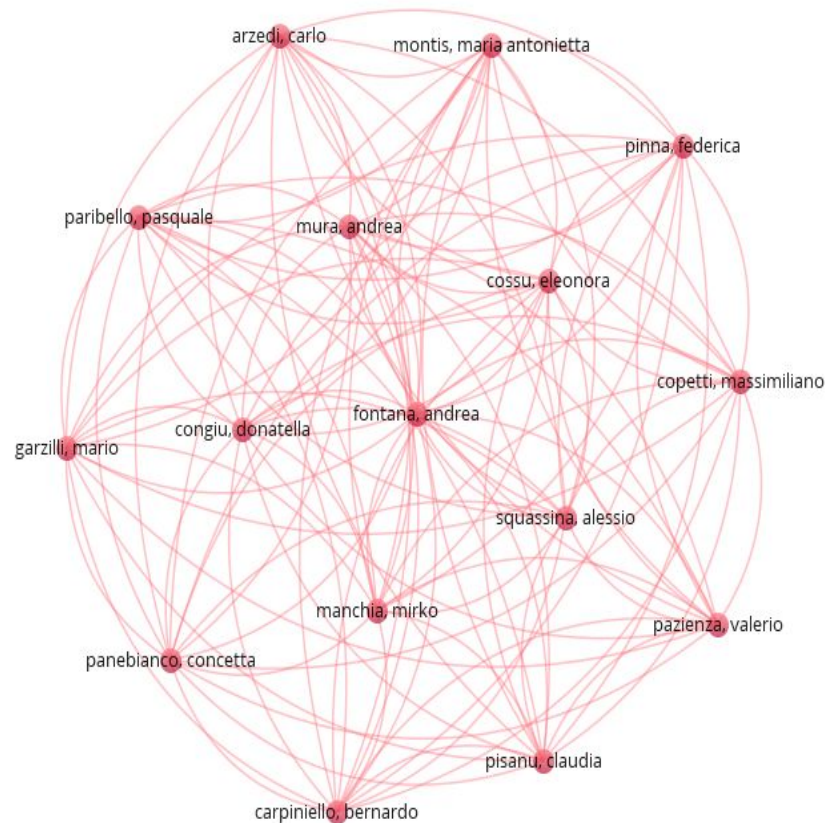 arzedi, carlo
montis, maria antonietta
pinna, federica
paribello, pasquale
mura, andrea
cossu, eleonora
copetti, massimiliano
fontana, andrea
congiu, donatella
garzilli, mario
squassina, alessio
manchia, mirko
pazienza, valerio
panebianco, concetta
pisanu, claudia
carpiniello, bernardo